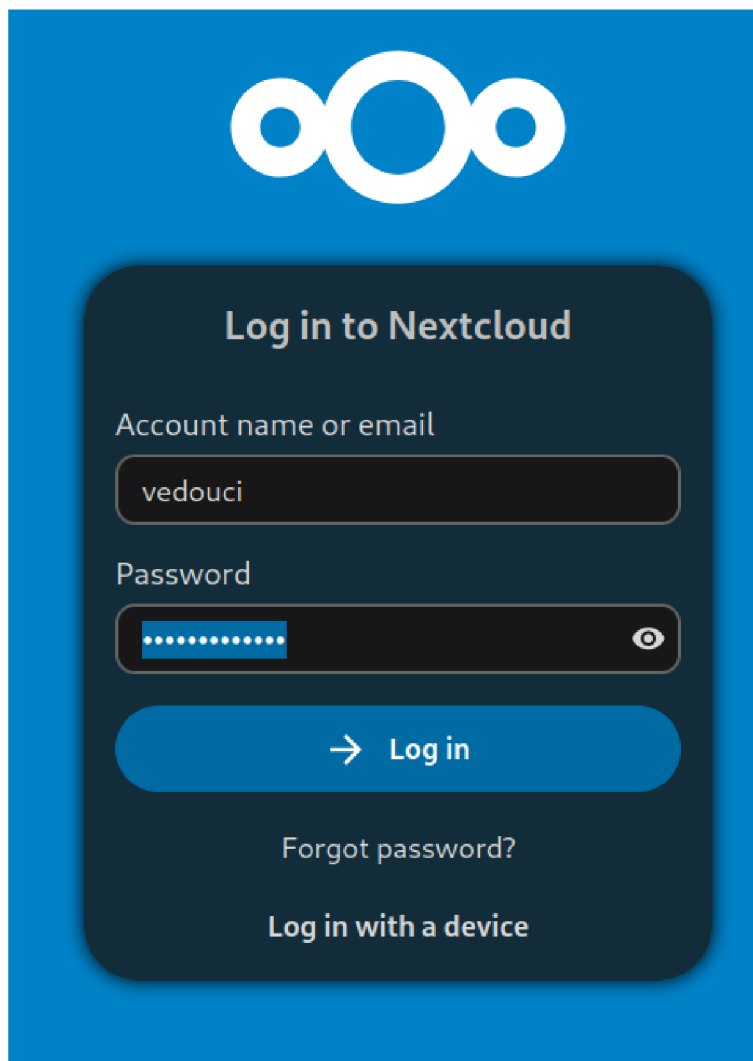 Log in to Nextcloud
Account name or email
vedouci
Password
•••••••••••••
Log in
Forgot password?
Log in with a device